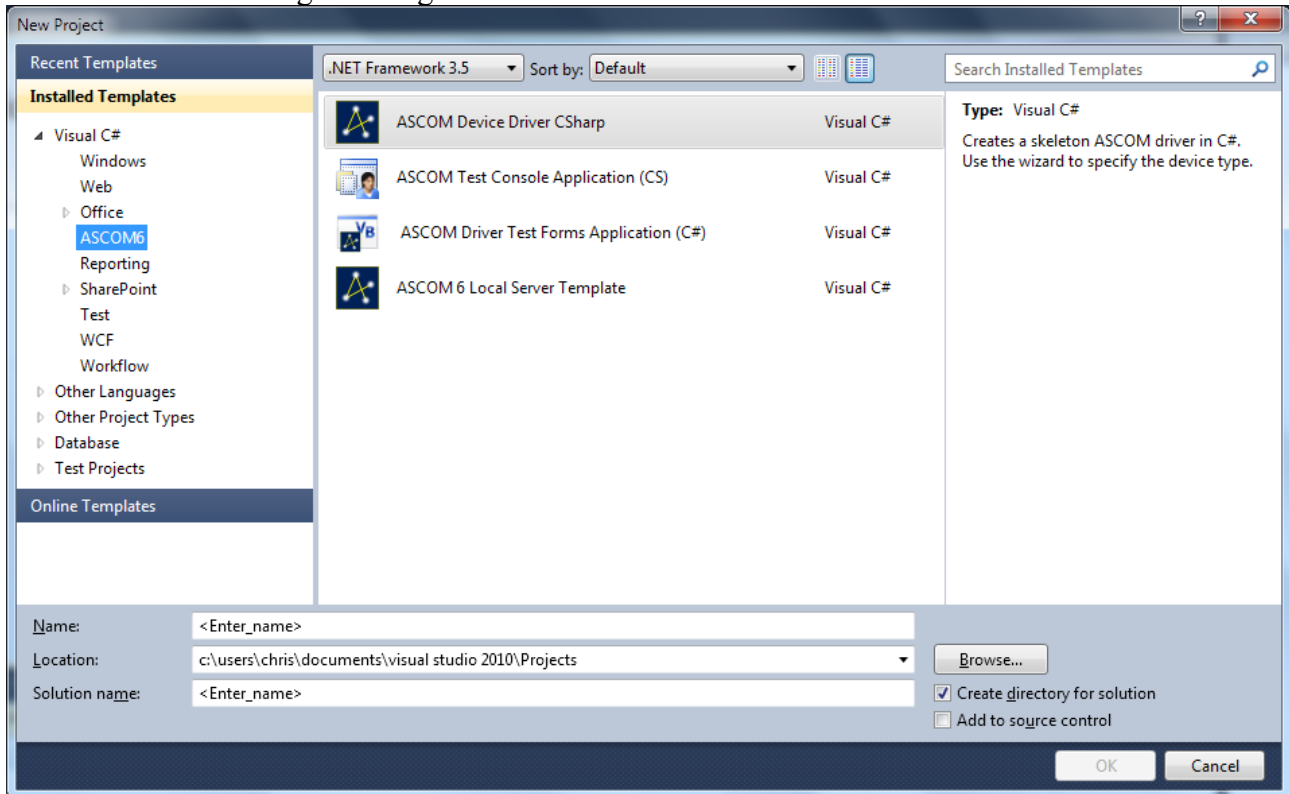 New Project
?
X
Recent Templates
Installed Templates
Visual C#
Windows
Web
Office
ASCOM6
Reporting
SharePoint
Test
WCF
Workflow
Other Languages
Other Project Types
Database
Test Projects
Online Templates
.NET Framework 3.5
Sort by: Default
ASCOM Device Driver CSharp Visual C#
ASCOM Test Console Application (CS) Visual C#
VB
ASCOM Driver Test Forms Application (C#) Visual C#
ASCOM 6 Local Server Template Visual C#
Search Installed Templates
Type: Visual C#
Creates a skeleton ASCOM driver in C#.
Use the wizard to specify the device type.
Name: <Enter_name>
Location: c:\users\chris\documents\visual studio 2010\Projects
Browse...
Solution name: <Enter_name>
Create directory for solution
Add to source control
OK Cancel